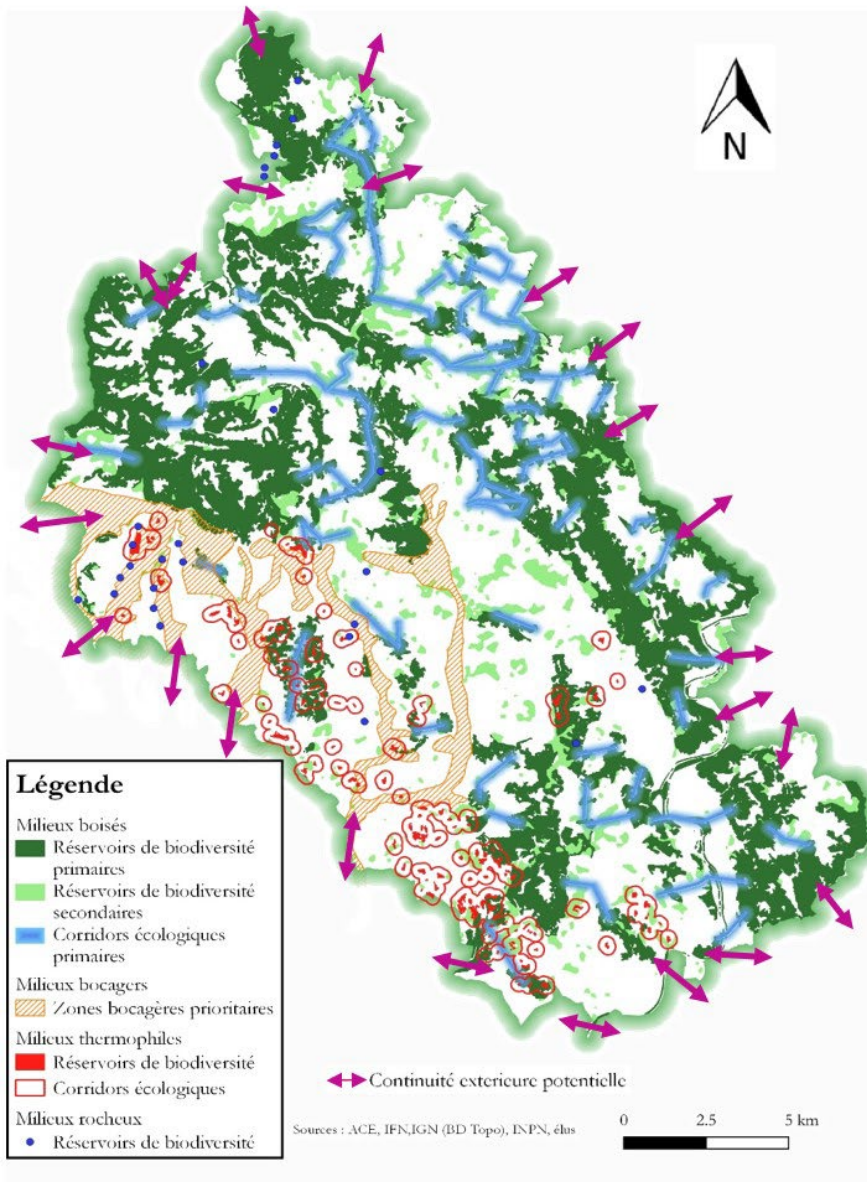 N
Légende
Milieux boisés
Réservoirs de biodiversité
primaires
Réservoirs de biodiversité
secondaires
Corridors écologiques
primaires
Milieux bocagers
Zones bocagères prioritaires
Milieux thermophiles
Réservoirs de biodiversité
Corridors écologiques
Milieux rocheux
Réservoirs de biodiversité
Continuité exterieure potentielle
Sources : ACE, IFN,IGN (BD Topo), INPN, élus
0 2.5 5 km